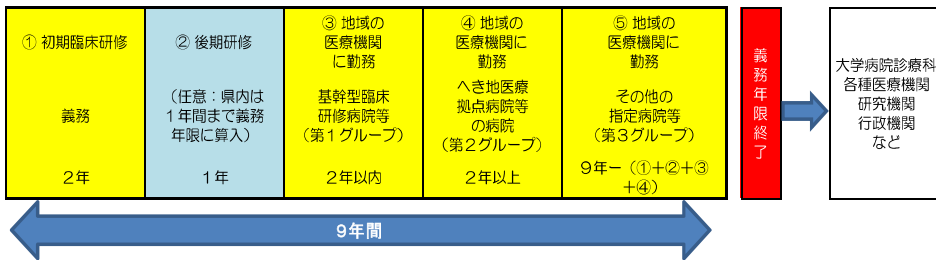 ① 初期臨床研修
義務
２年
② 後期研修
（任意：県内は
１年間まで義務
年限に算入）
１年
③ 地域の
医療機関
に勤務
基幹型臨床
研修病院等
（第１グループ）
２年以内
④ 地域の
医療機関に
勤務
へき地医療
拠点病院等
の病院
（第２グループ）
２年以上
⑤ 地域の
医療機関に
勤務
その他の
指定病院等
（第３グループ）
９年ー（①＋②＋③
＋④）
義務年限終了
大学病院診療科
各種医療機関
研究機関
行政機関
など
９年間